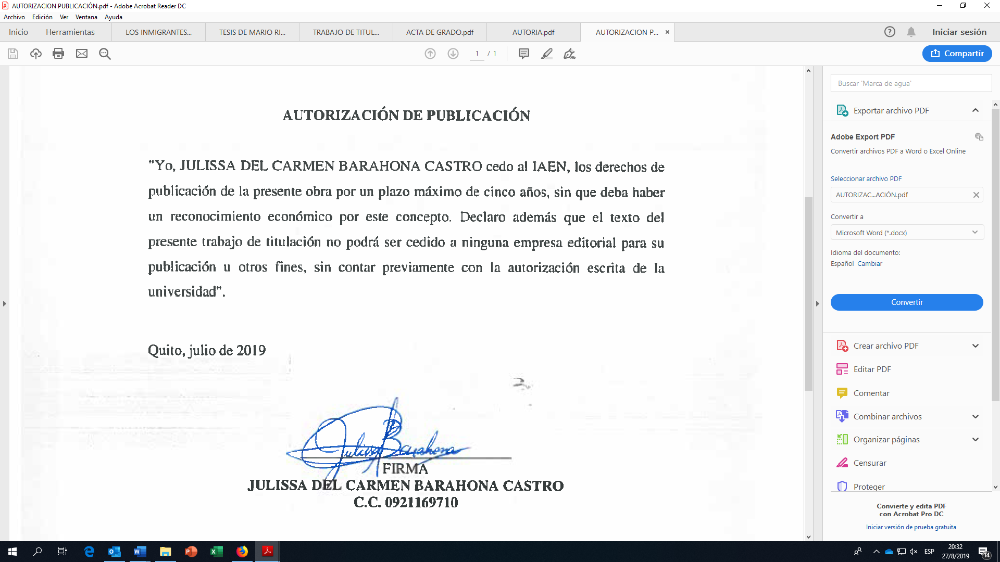 AUTORIZACION PUBLICACIÓN.pdf - Adobe Acrobat Reader DC
Archivo Edición Ver Ventana Ayuda
Inicio Herramientas LOS INMIGRANTES... TESIS DE MARIO RI... TRABAJO DE TITUL... ACTA DE GRADO.pdf AUTORIA.pdf AUTORIZACION P... Iniciar sesión
1 / 1
Compartir
AUTORIZACIÓN DE PUBLICACIÓN
"Yo, JULISSA DEL CARMEN BARAHONA CASTRO cedo al IAEN, los derechos de
publicación de la presente obra por un plazo máximo de cinco años, sin que deba haber
un reconocimiento económico por este concepto. Declaro además que el texto del
presente trabajo de titulación no podrá ser cedido a ninguna empresa editorial para su
publicación u otros fines, sin contar previamente con la autorización escrita de la
universidad".
Quito, julio de 2019
Julissa Barahona
FIRMA
JULISSA DEL CARMEN BARAHONA CASTRO
C.C. 0921169710
Buscar 'Marca de agua'
Exportar archivo PDF
Adobe Export PDF
Convertir archivos PDF a Word o Excel Online
Seleccionar archivo PDF
AUTORIZAC...ACIÓN.pdf
Convertir a
Microsoft Word (*.docx)
Idioma del documento:
Español Cambiar
Convertir
Crear archivo PDF
Editar PDF
Comentar
Combinar archivos
Organizar páginas
Censurar
Proteger
Convierte y edita PDF
con Acrobat Pro DC
Iniciar versión de prueba gratuita
ESP
20:32
27/8/2019
14